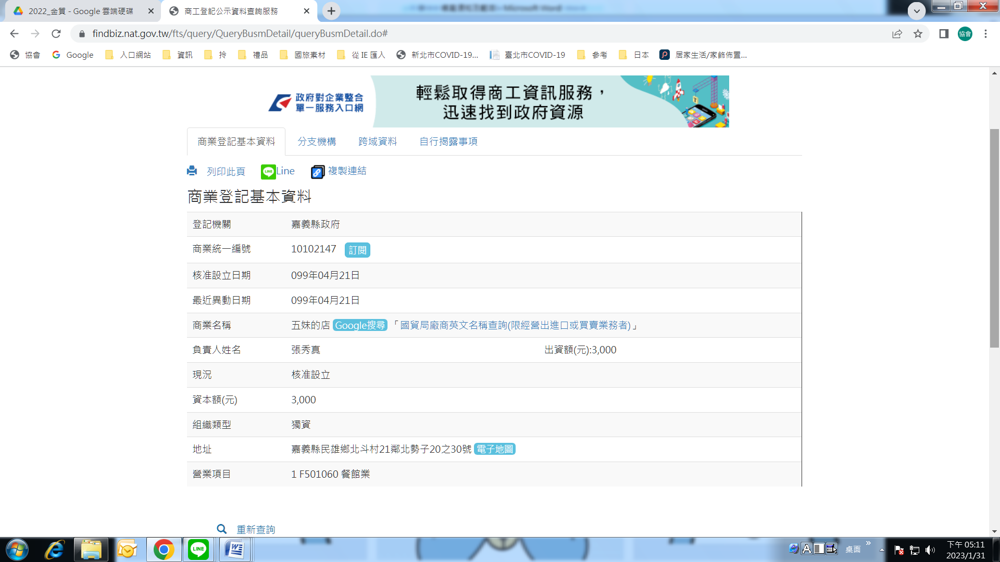 2022_金質 - Google 雲端硬碟
商工登記公示資料查詢服務
findbiz.nat.gov.tw/fts/query/QueryBusmDetail/queryBusmDetail.do#
協會
協會 Google 入口網站 資訊 拎 禮品 國旅素材 從 IE 匯入 新北市COVID-19... 臺北市COVID-19 參考 日本 居家生活/家飾佈置...
政府對企業整合
單一服務入口網
輕鬆取得商工資訊服務，
迅速找到政府資源
商業登記基本資料 分支機構 跨域資料 自行揭露事項
列印此頁 LINE Line 複製連結
商業登記基本資料
登記機關 嘉義縣政府
商業統一編號 10102147 訂閱
核准設立日期 099年04月21日
最近異動日期 099年04月21日
商業名稱 五妹的店 Google搜尋 「國貿局廠商英文名稱查詢(限經營出進口或買賣業務者)」
負責人姓名 張秀真 出資額(元):3,000
現況 核准設立
資本額(元) 3,000
組織類型 獨資
地址 嘉義縣民雄鄉北斗村21鄰北勢子20之30號 電子地圖
營業項目 1 F501060 餐館業
重新查詢
LINE
A
桌面
下午 05:11
2023/1/31